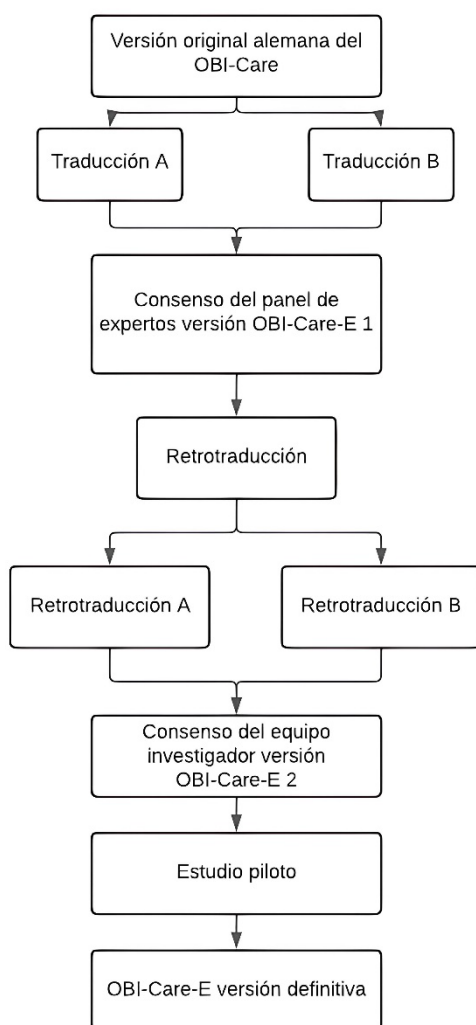 Versión original alemana del
OBI-Care
Traducción A
Traducción B
Consenso del panel de
expertos versión OBI-Care-E 1
Retrotraducción
Retrotraducción A
Retrotraducción B
Consenso del equipo
investigador versión
OBI-Care-E 2
Estudio piloto
OBI-Care-E versión definitiva